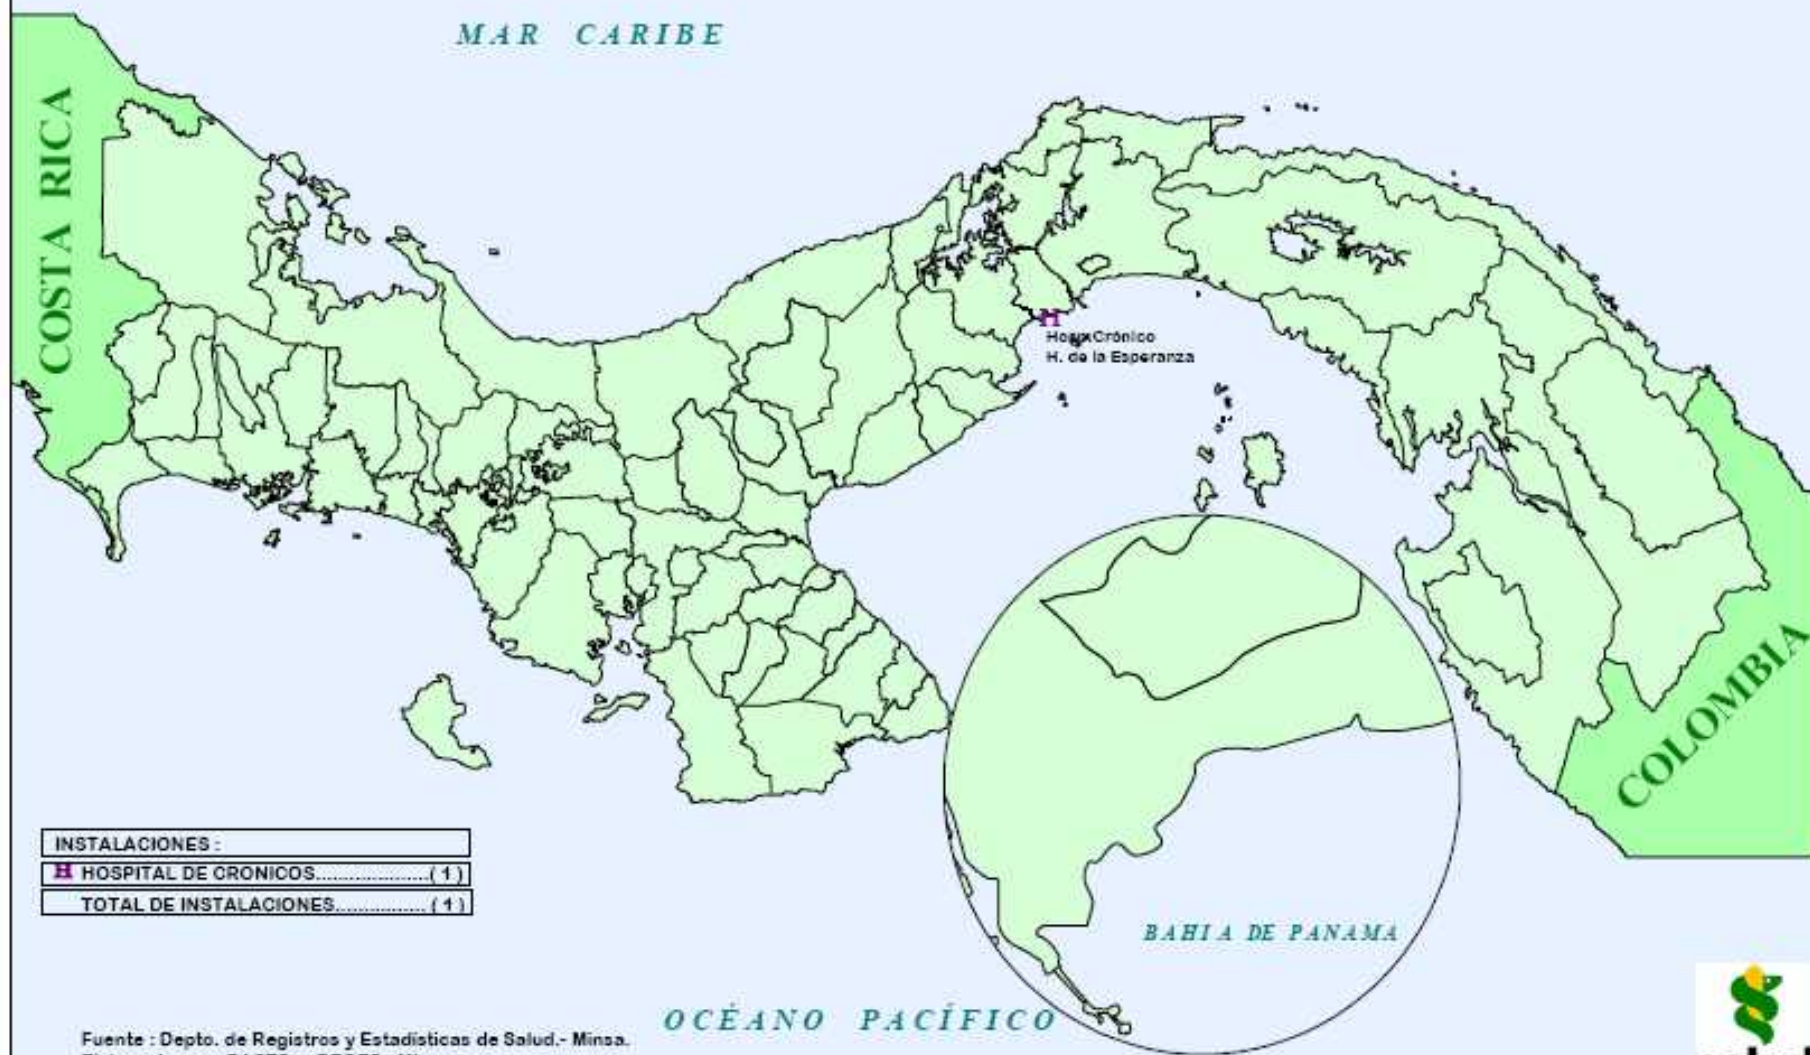 MAR CARIBE
COSTA RICA
H
H. de la Esperanza
COLOMBIA
INSTALACIONES :
H HOSPITAL DE CRONICOS....................( 1 )
TOTAL DE INSTALACIONES................ ( 1 )
BAHIA DE PANAMA
OCÉANO PACÍFICO
Fuente : Depto. de Registros y Estadísticas de Salud.- Minsa.